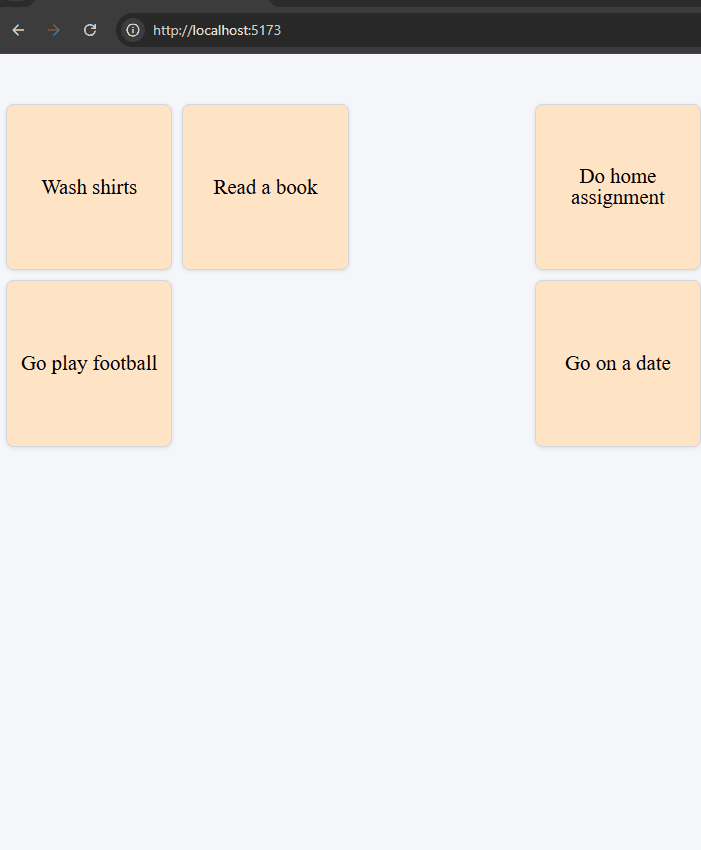 http://localhost:5173
Wash shirts
Read a book
Do home
assignment
Go play football
Go on a date